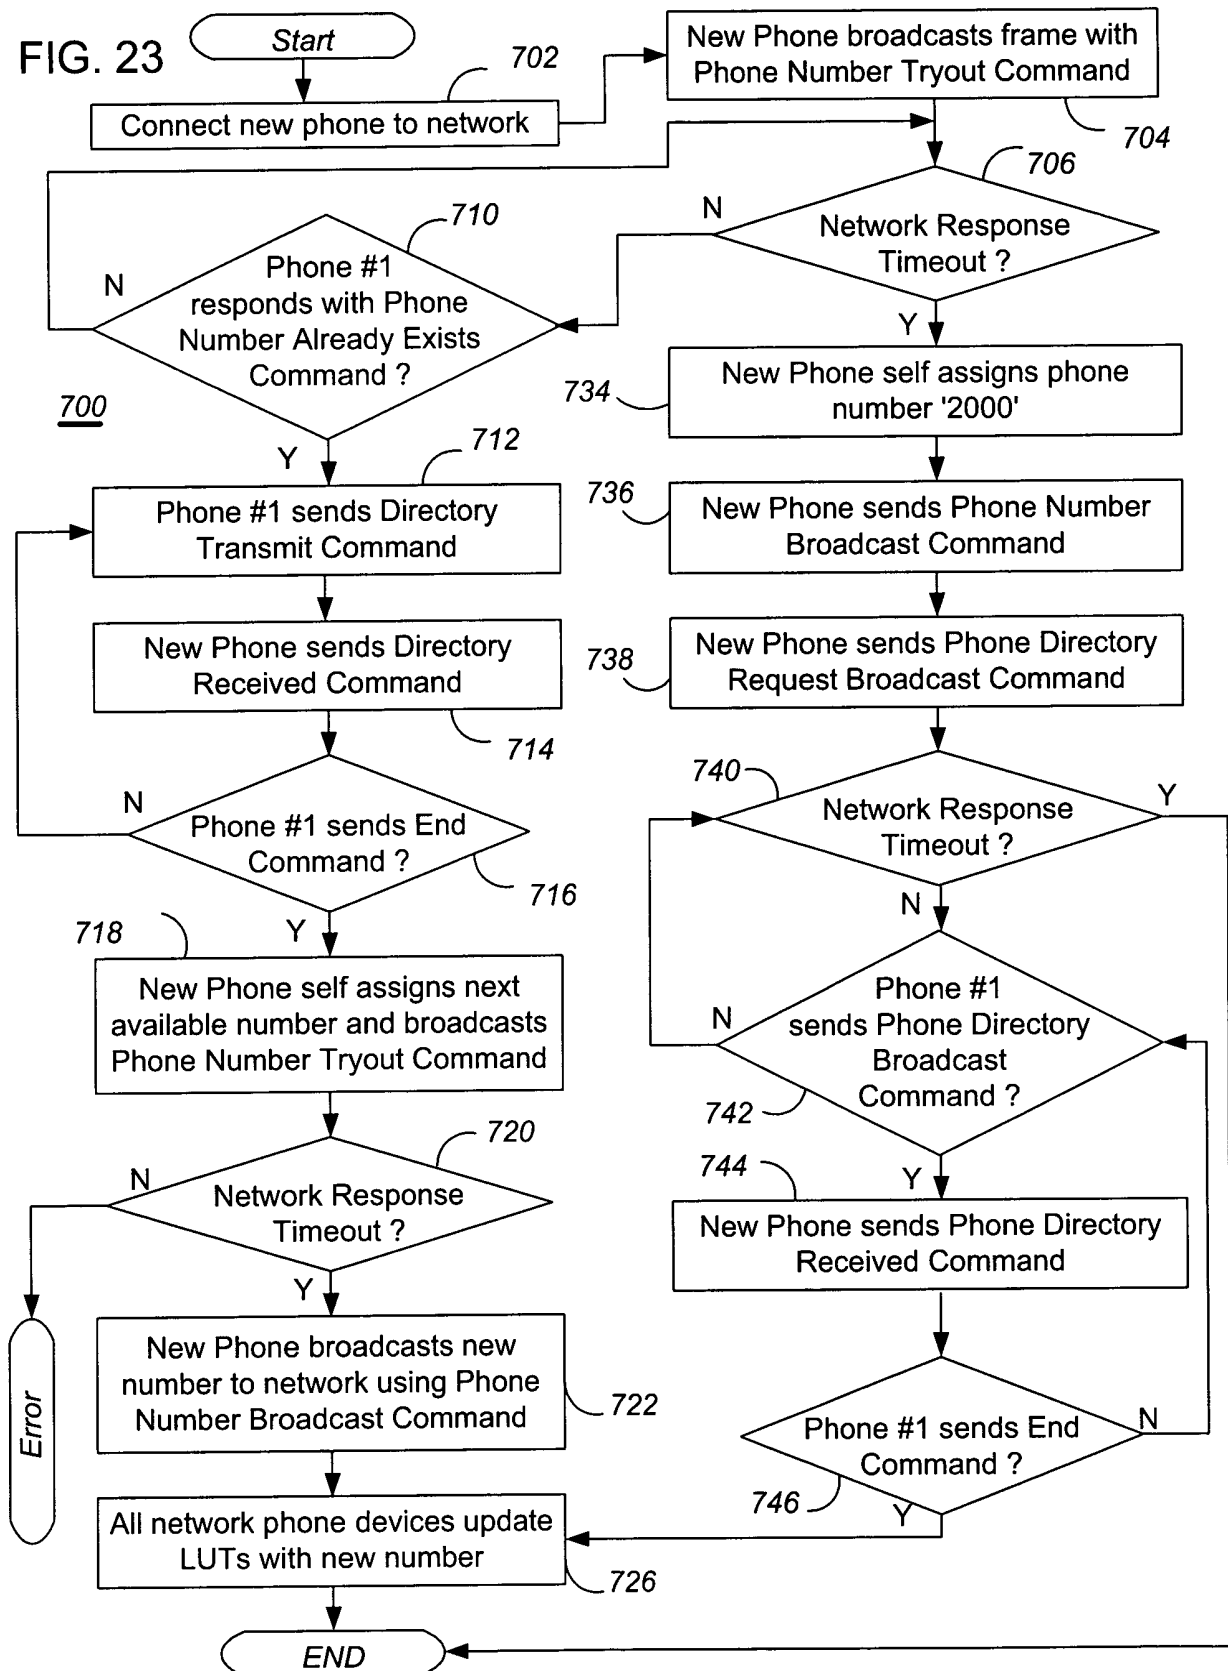 FIG. 23
Start
702
Connect new phone to network
New Phone broadcasts frame with
Phone Number Tryout Command
704
706
N
Network Response
Timeout ?
Y
710
N
Phone #1
responds with Phone
Number Already Exists
Command ?
Y
700
712
Phone #1 sends Directory
Transmit Command
New Phone sends Directory
Received Command
714
N
Phone #1 sends End
Command ?
716
Y
718
New Phone self assigns next
available number and broadcasts
Phone Number Tryout Command
720
N
Network Response
Timeout ?
Y
Error
New Phone broadcasts new
number to network using Phone
Number Broadcast Command
722
All network phone devices update
LUTs with new number
726
END
734
New Phone self assigns phone
number '2000'
736
New Phone sends Phone Number
Broadcast Command
738
New Phone sends Phone Directory
Request Broadcast Command
740
Y
Network Response
Timeout ?
N
N
Phone #1
sends Phone Directory
Broadcast
Command ?
742
Y
744
New Phone sends Phone Directory
Received Command
Phone #1 sends End
Command ?
N
746
Y